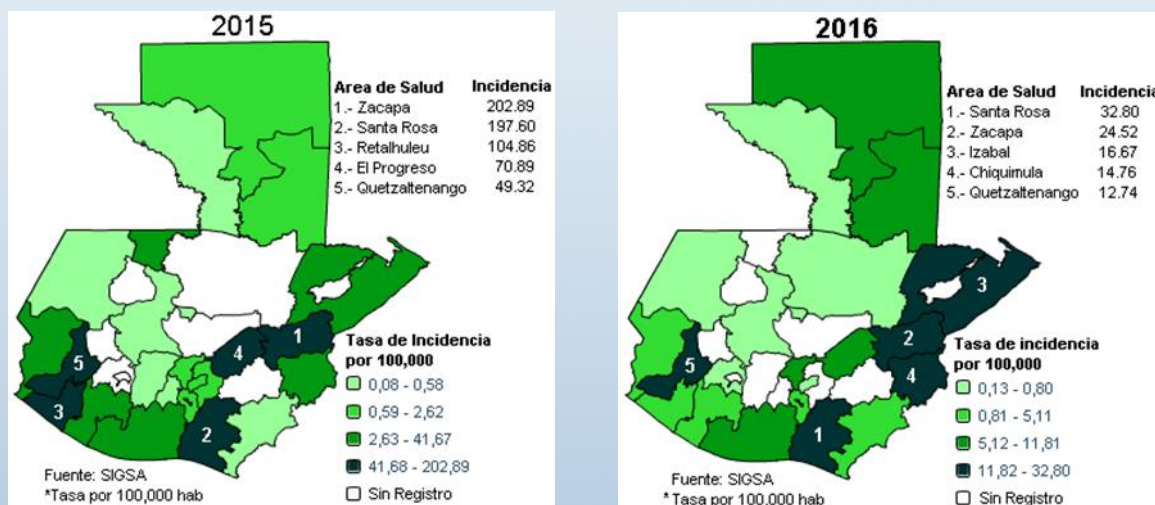 2015
Area de Salud Incidencia
1.- Zacapa 202.89
2.- Santa Rosa 197.60
3.- Retalhuleu 104.86
4.- El Progreso 70.89
5.- Quetzaltenango 49.32
1
4
5
3
2
Tasa de Incidencia
por 100,000
0,08 - 0,58
0,59 - 2,62
2,63 - 41,67
41,68 - 202,89
Sin Registro
Fuente: SIGSA
*Tasa por 100,000 hab
2016
Area de Salud Incidencia
1.- Santa Rosa 32.80
2.- Zacapa 24.52
3.- Izabal 16.67
4.- Chiquimula 14.76
5.- Quetzaltenango 12.74
3
2
5
4
1
Tasa de incidencia
por 100,000
0,13 - 0,80
0,81 - 5,11
5,12 - 11,81
11,82 - 32,80
Sin Registro
Fuente: SIGSA
* Tasa por 100,000 hab